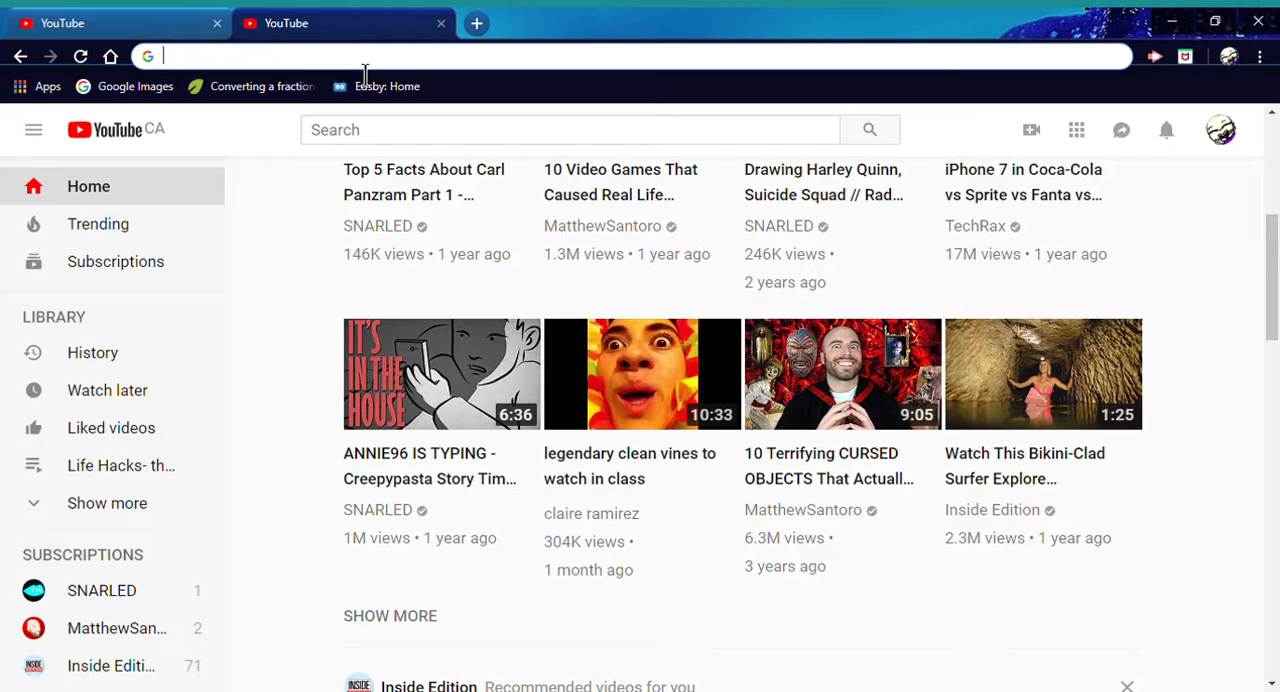 YouTube
YouTube
Apps
Google Images
Converting a fraction
Edsby: Home
YouTube CA
Search
Home
Trending
Subscriptions
LIBRARY
History
Watch later
Liked videos
Life Hacks- th...
Show more
SUBSCRIPTIONS
SNARLED 1
MatthewSan... 2
Inside Editi... 71
Top 5 Facts About Carl
Panzram Part 1 -...
SNARLED
146K views • 1 year ago
10 Video Games That
Caused Real Life...
MatthewSantoro
1.3M views • 1 year ago
Drawing Harley Quinn,
Suicide Squad // Rad...
SNARLED
246K views •
2 years ago
iPhone 7 in Coca-Cola
vs Sprite vs Fanta vs...
TechRax
17M views • 1 year ago
IT'S
IN THE
HOUSE
6:36
ANNIE96 IS TYPING -
Creepypasta Story Tim...
SNARLED
1M views • 1 year ago
10:33
legendary clean vines to
watch in class
claire ramirez
304K views •
1 month ago
9:05
10 Terrifying CURSED
OBJECTS That Actuall...
MatthewSantoro
6.3M views •
3 years ago
1:25
Watch This Bikini-Clad
Surfer Explore...
Inside Edition
2.3M views • 1 year ago
SHOW MORE
Inside Edition Recommended videos for you